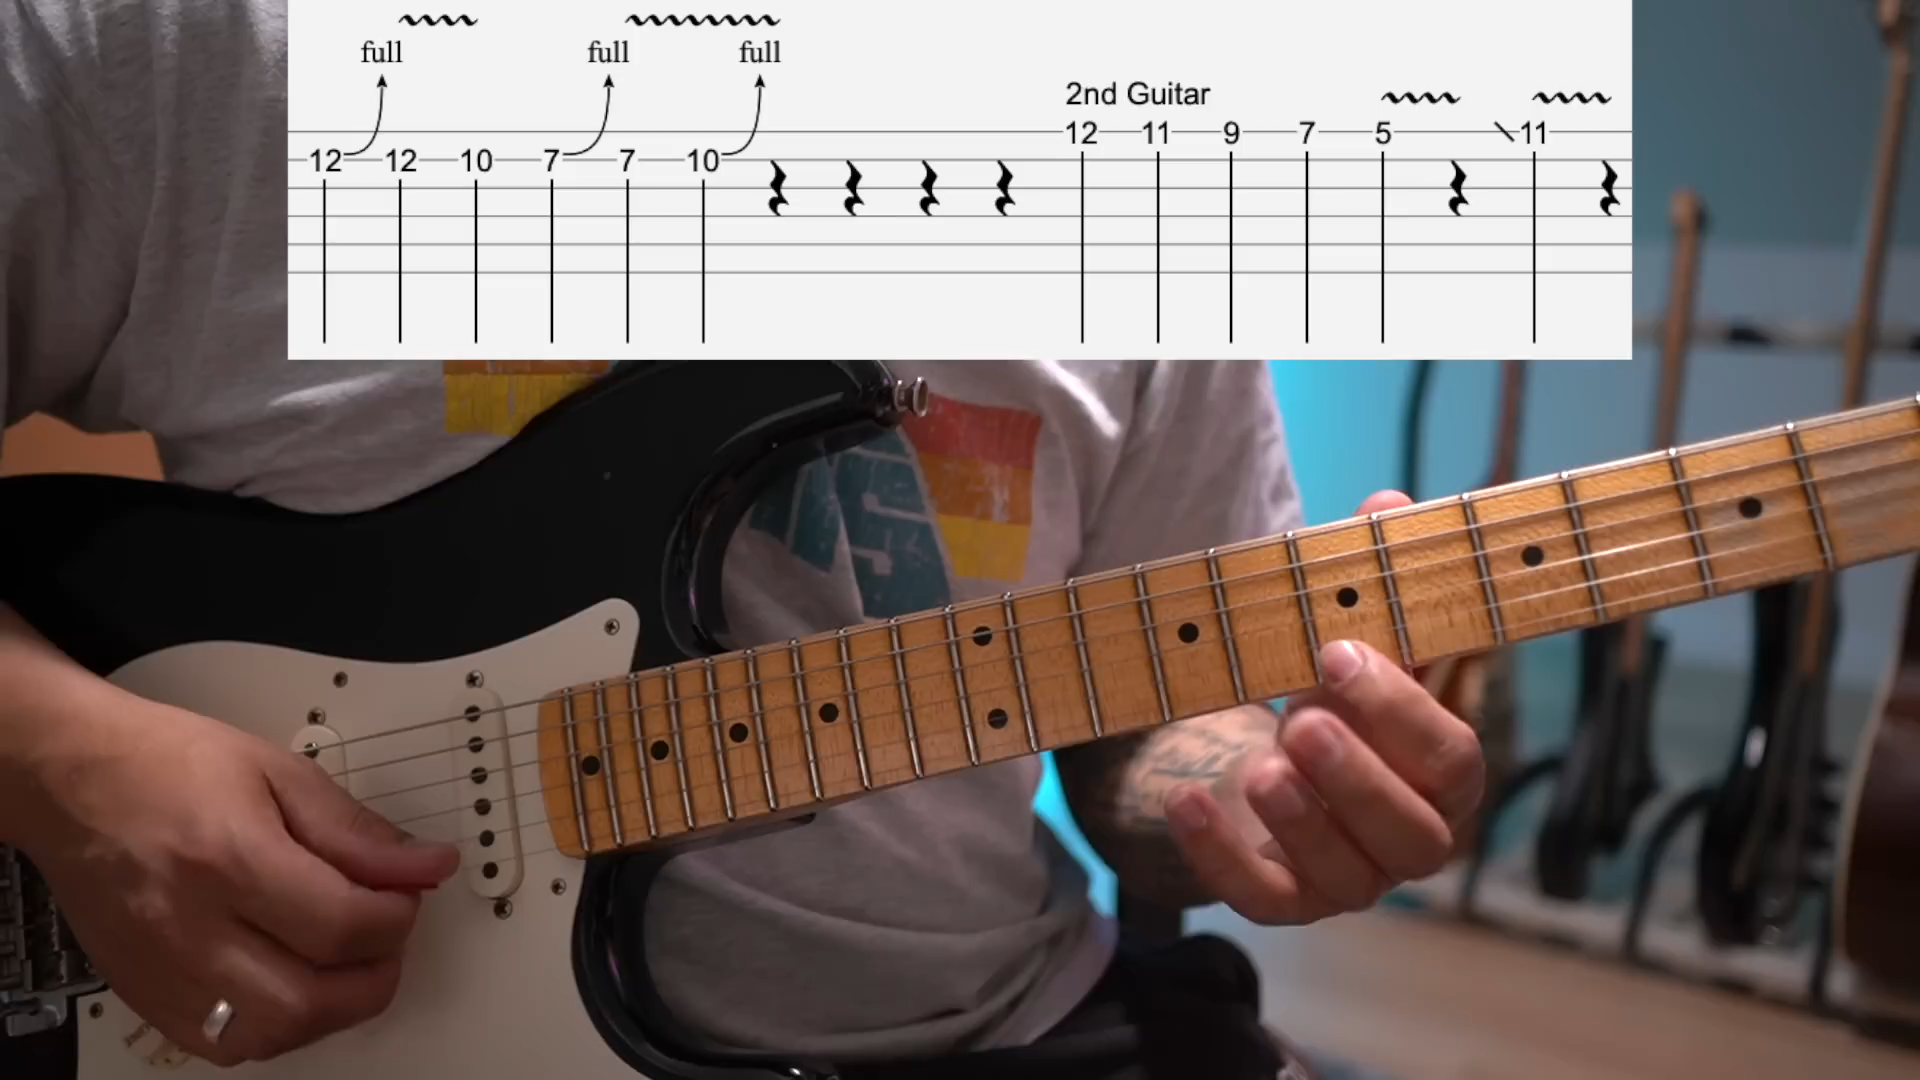 full full full
2nd Guitar
12 11 9 7 5 11
12 12 10 7 7 10